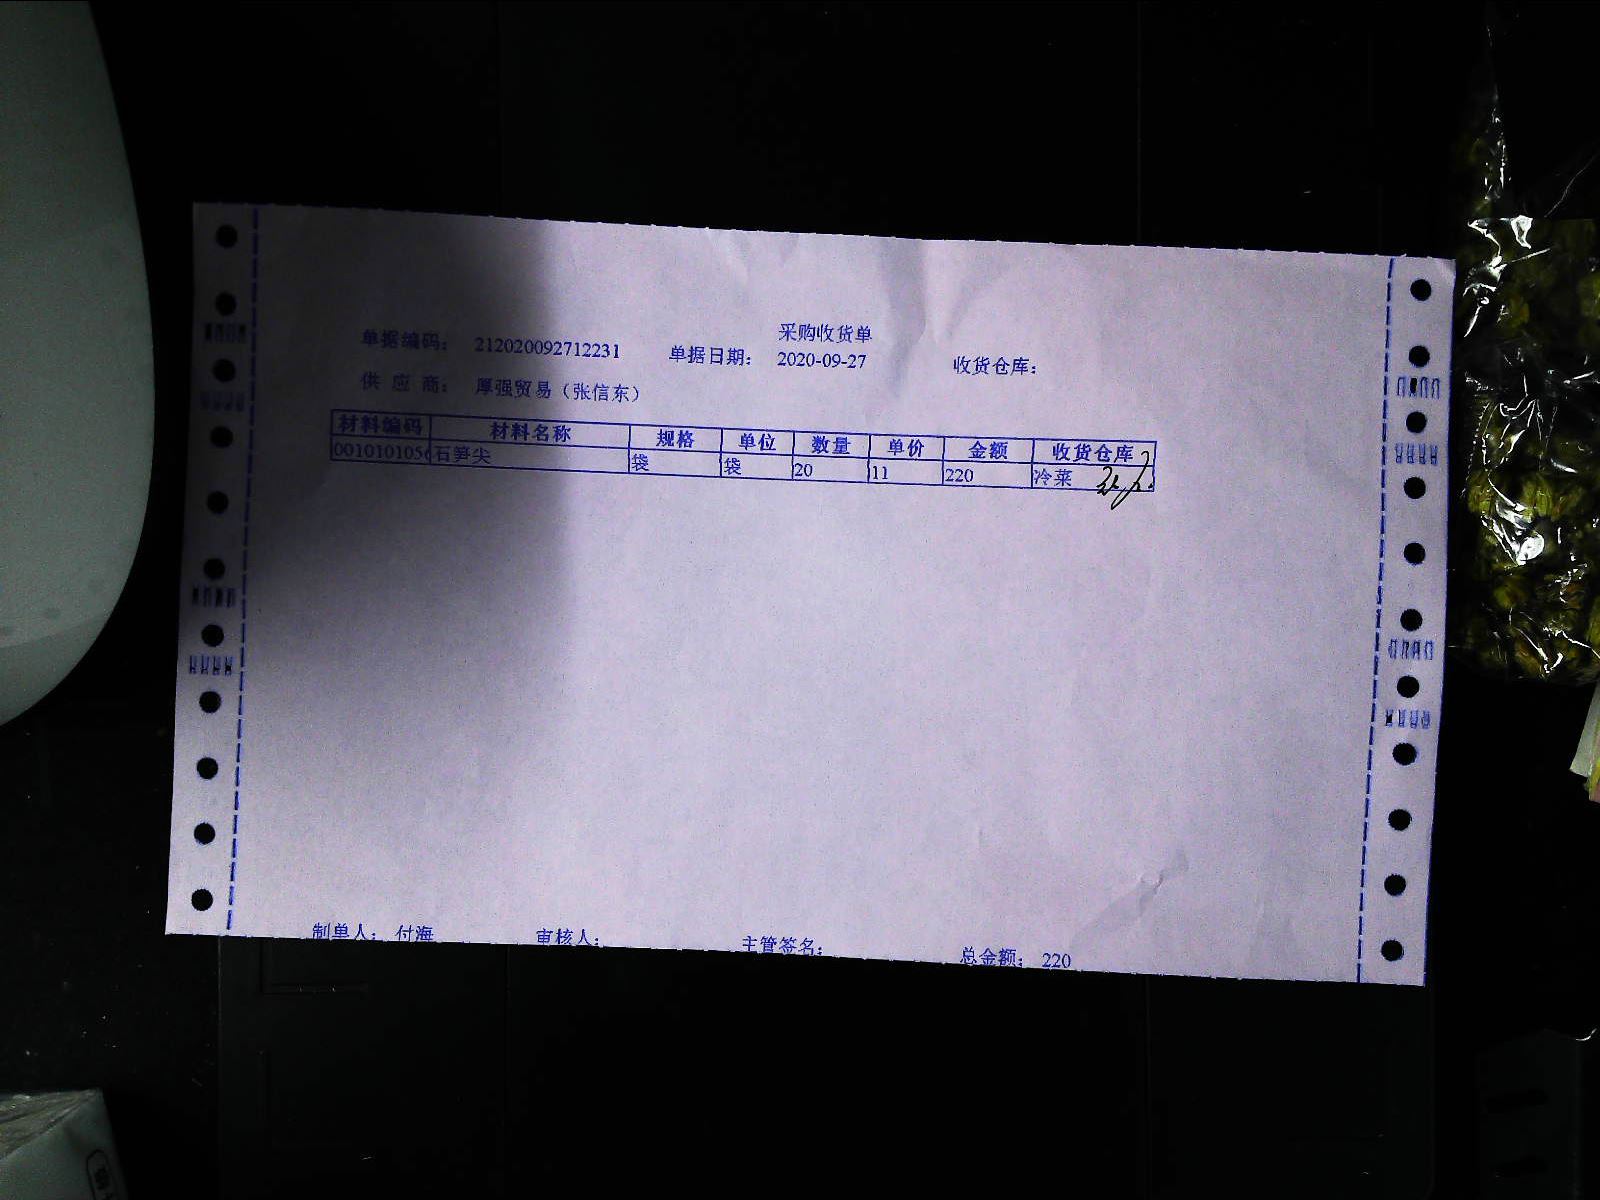 采购收货单
单据编码： 212020092712231 单据日期： 2020-09-27 收货仓库：
供 应 商： 厚强贸易（张信东）
材料编码 材料名称 规格 单位 数量 单价 金额 收货仓库
0010101056 石笋尖 袋 袋 20 11 220 冷菜
制单人： 付海 审核人： 主管签名： 总金额： 220